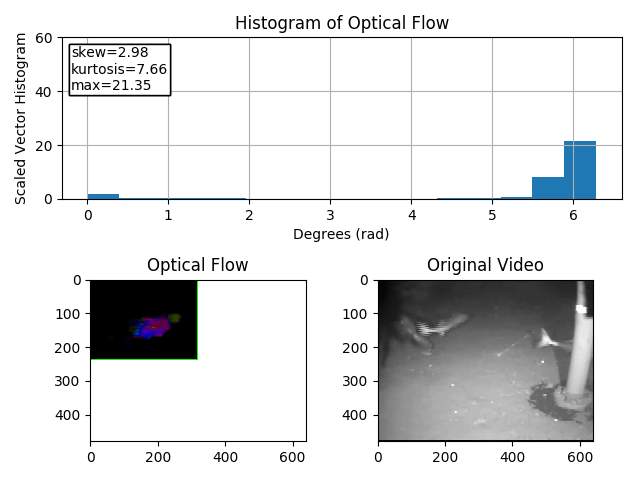 Histogram of Optical Flow
Scaled Vector Histogram
60
40
20
0
skew=2.98
kurtosis=7.66
max=21.35
0 1 2 3 4 5 6
Degrees (rad)
Optical Flow
0
100
200
300
400
0 200 400 600
Original Video
0
100
200
300
400
0 200 400 600